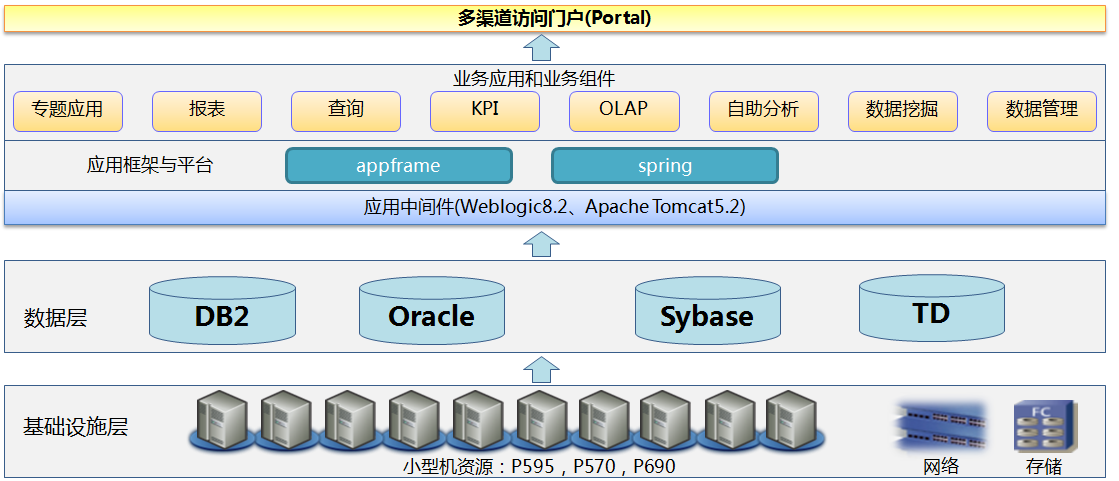 多渠道访问门户(Portal)
业务应用和业务组件
专题应用
报表
查询
KPI
OLAP
自助分析
数据挖掘
数据管理
应用框架与平台
appframe
spring
应用中间件(Weblogic8.2、Apache Tomcat5.2)
数据层
DB2
Oracle
Sybase
TD
基础设施层
FC
小型机资源：P595，P570，P690
网络
存储